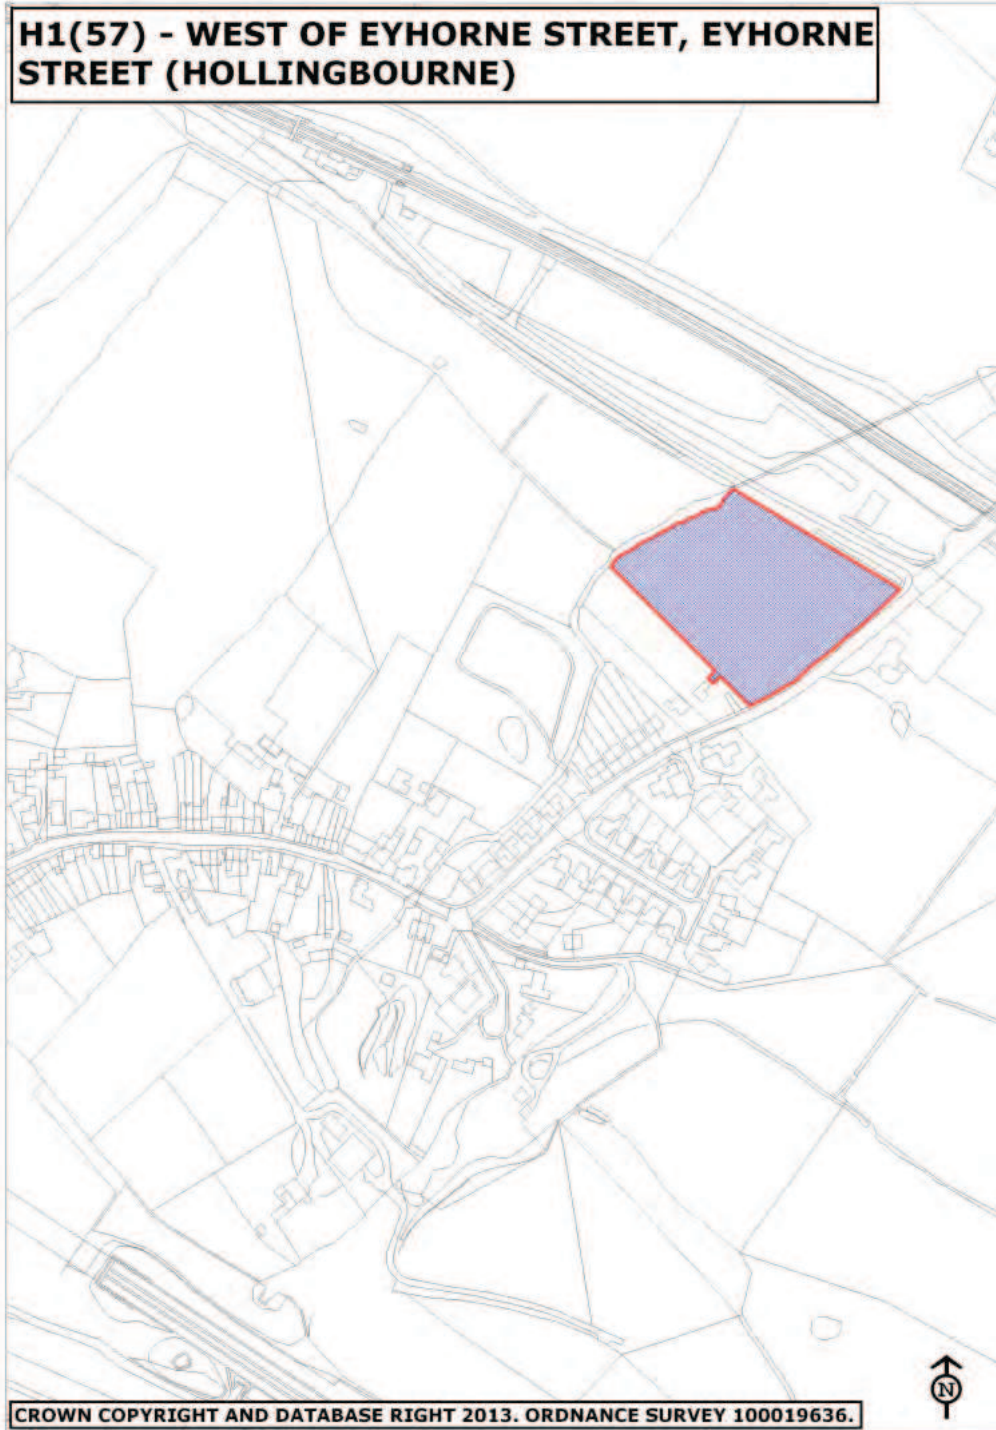 H1(57) - WEST OF EYHORNE STREET, EYHORNE
STREET (HOLLINGBOURNE)
N
CROWN COPYRIGHT AND DATABASE RIGHT 2013. ORDNANCE SURVEY 100019636.